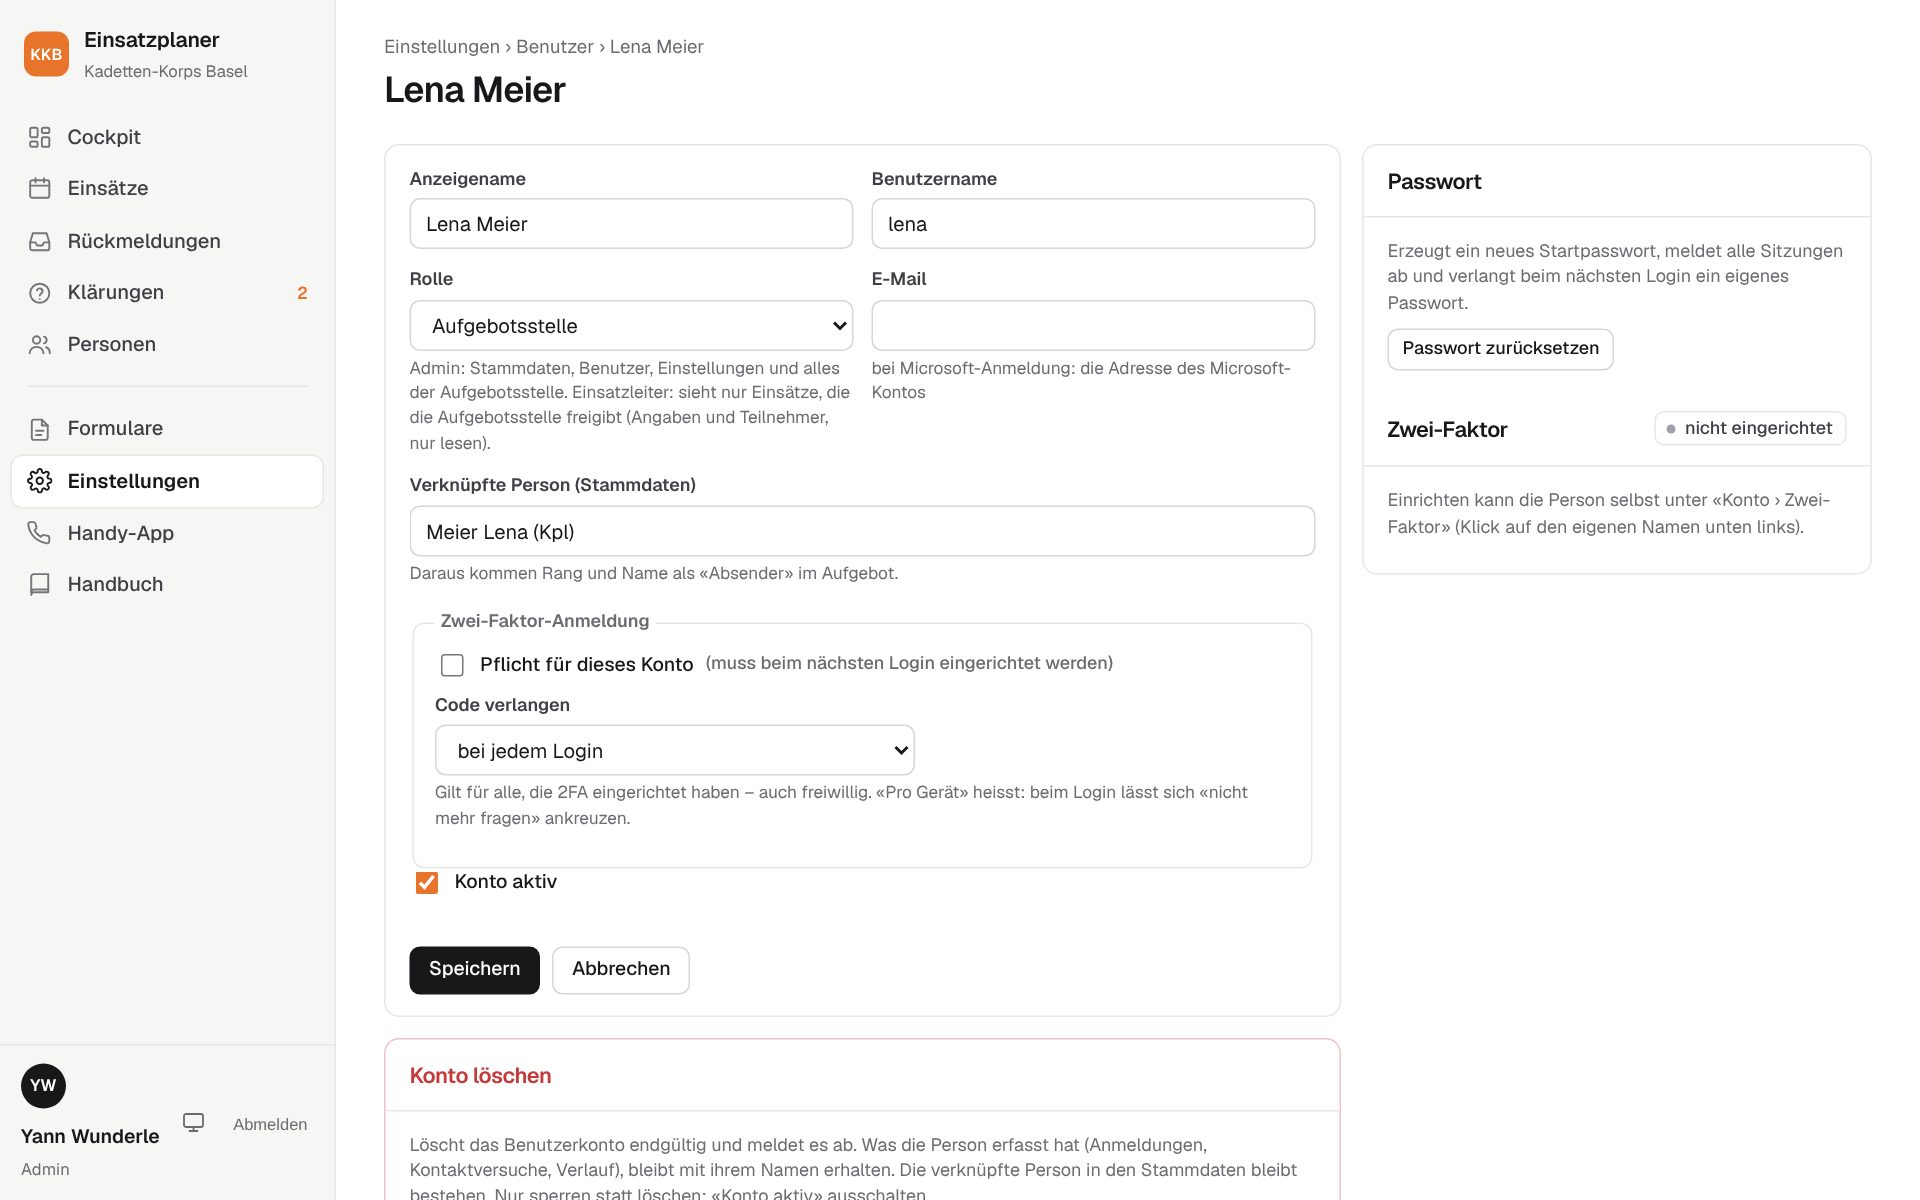 KKB
Einsatzplaner
Kadetten-Korps Basel
Cockpit
Einsätze
Rückmeldungen
Klärungen 2
Personen
Formulare
Einstellungen
Handy-App
Handbuch
YW
Yann Wunderle
Admin
Abmelden
Einstellungen › Benutzer › Lena Meier
Lena Meier
Anzeigename
Lena Meier
Benutzername
lena
Rolle
Aufgebotsstelle
Admin: Stammdaten, Benutzer, Einstellungen und alles
der Aufgebotsstelle. Einsatzleiter: sieht nur Einsätze, die
die Aufgebotsstelle freigibt (Angaben und Teilnehmer,
nur lesen).
E-Mail
bei Microsoft-Anmeldung: die Adresse des Microsoft-
Kontos
Verknüpfte Person (Stammdaten)
Meier Lena (Kpl)
Daraus kommen Rang und Name als «Absender» im Aufgebot.
Zwei-Faktor-Anmeldung
Pflicht für dieses Konto (muss beim nächsten Login eingerichtet werden)
Code verlangen
bei jedem Login
Gilt für alle, die 2FA eingerichtet haben – auch freiwillig. «Pro Gerät» heisst: beim Login lässt sich «nicht
mehr fragen» ankreuzen.
Konto aktiv
Speichern
Abbrechen
Konto löschen
Löscht das Benutzerkonto endgültig und meldet es ab. Was die Person erfasst hat (Anmeldungen,
Kontaktversuche, Verlauf), bleibt mit ihrem Namen erhalten. Die verknüpfte Person in den Stammdaten bleibt
bestehen. Nur sperren statt löschen: «Konto aktiv» ausschalten.
Passwort
Erzeugt ein neues Startpasswort, meldet alle Sitzungen
ab und verlangt beim nächsten Login ein eigenes
Passwort.
Passwort zurücksetzen
Zwei-Faktor
nicht eingerichtet
Einrichten kann die Person selbst unter «Konto › Zwei-
Faktor» (Klick auf den eigenen Namen unten links).